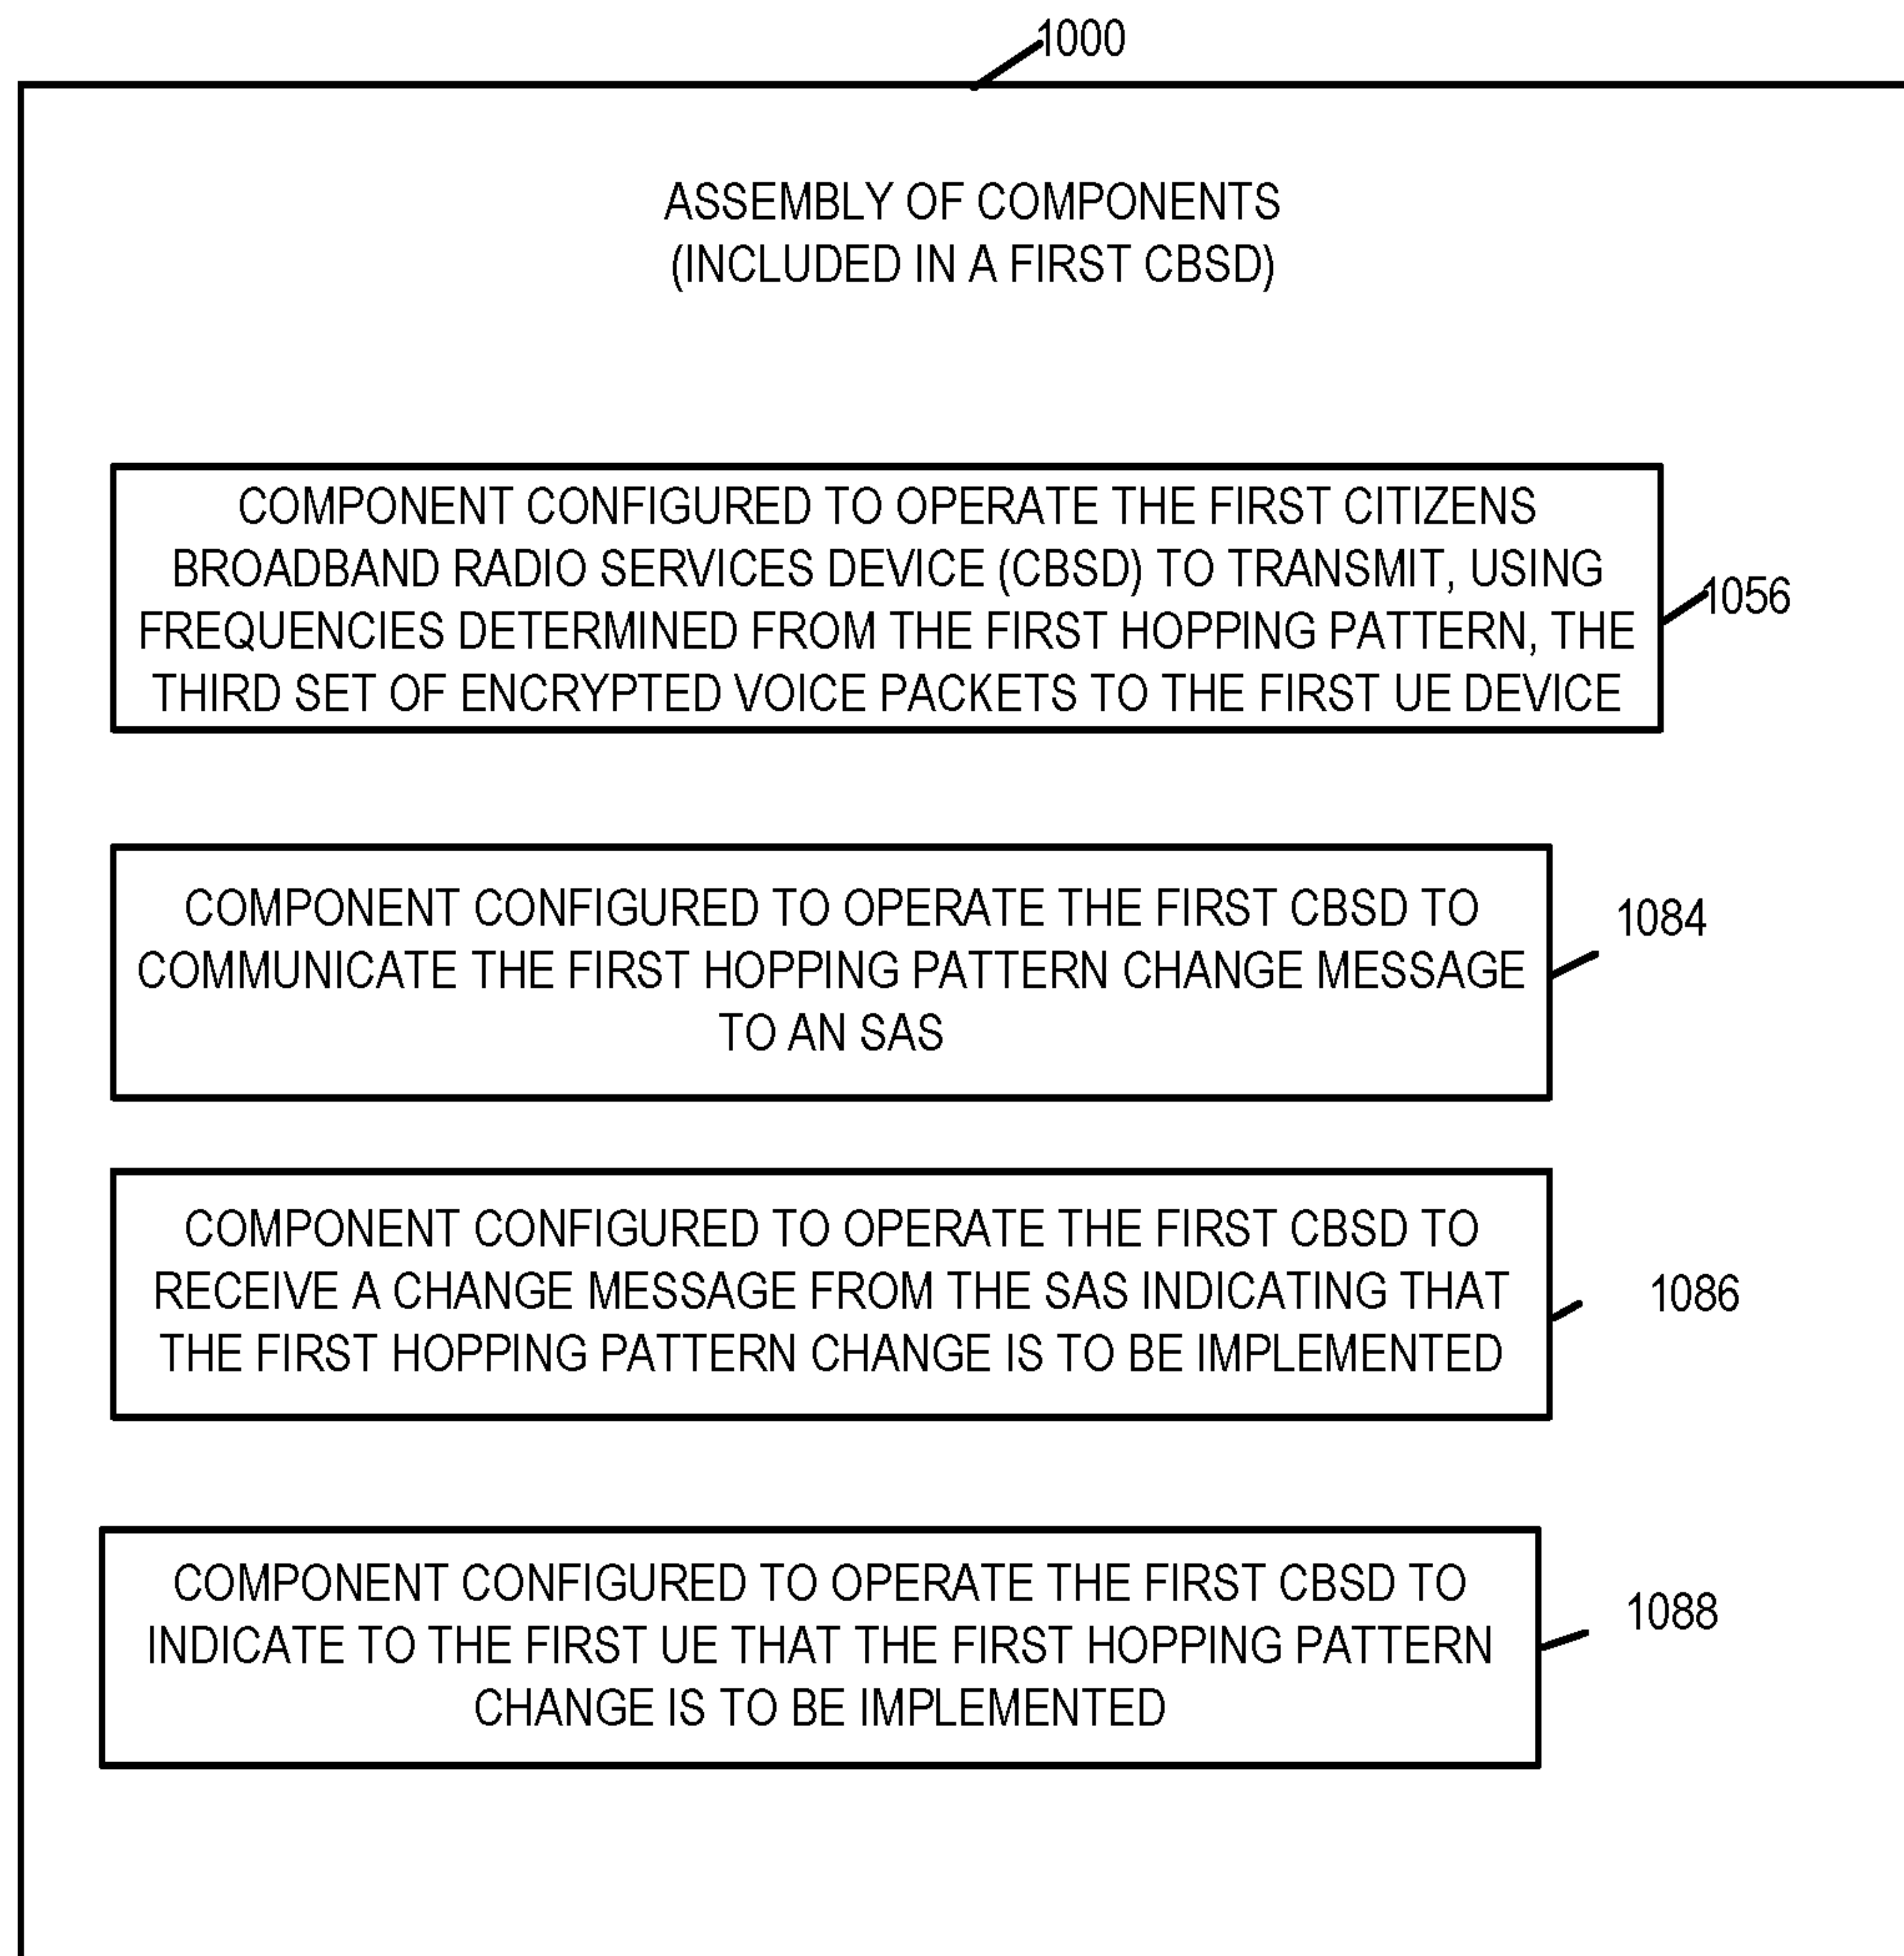 1000
ASSEMBLY OF COMPONENTS
(INCLUDED IN A FIRST CBSD)
COMPONENT CONFIGURED TO OPERATE THE FIRST CITIZENS
BROADBAND RADIO SERVICES DEVICE (CBSD) TO TRANSMIT, USING
FREQUENCIES DETERMINED FROM THE FIRST HOPPING PATTERN, THE
THIRD SET OF ENCRYPTED VOICE PACKETS TO THE FIRST UE DEVICE
1056
COMPONENT CONFIGURED TO OPERATE THE FIRST CBSD TO
COMMUNICATE THE FIRST HOPPING PATTERN CHANGE MESSAGE
TO AN SAS
1084
COMPONENT CONFIGURED TO OPERATE THE FIRST CBSD TO
RECEIVE A CHANGE MESSAGE FROM THE SAS INDICATING THAT
THE FIRST HOPPING PATTERN CHANGE IS TO BE IMPLEMENTED
1086
COMPONENT CONFIGURED TO OPERATE THE FIRST CBSD TO
INDICATE TO THE FIRST UE THAT THE FIRST HOPPING PATTERN
CHANGE IS TO BE IMPLEMENTED
1088